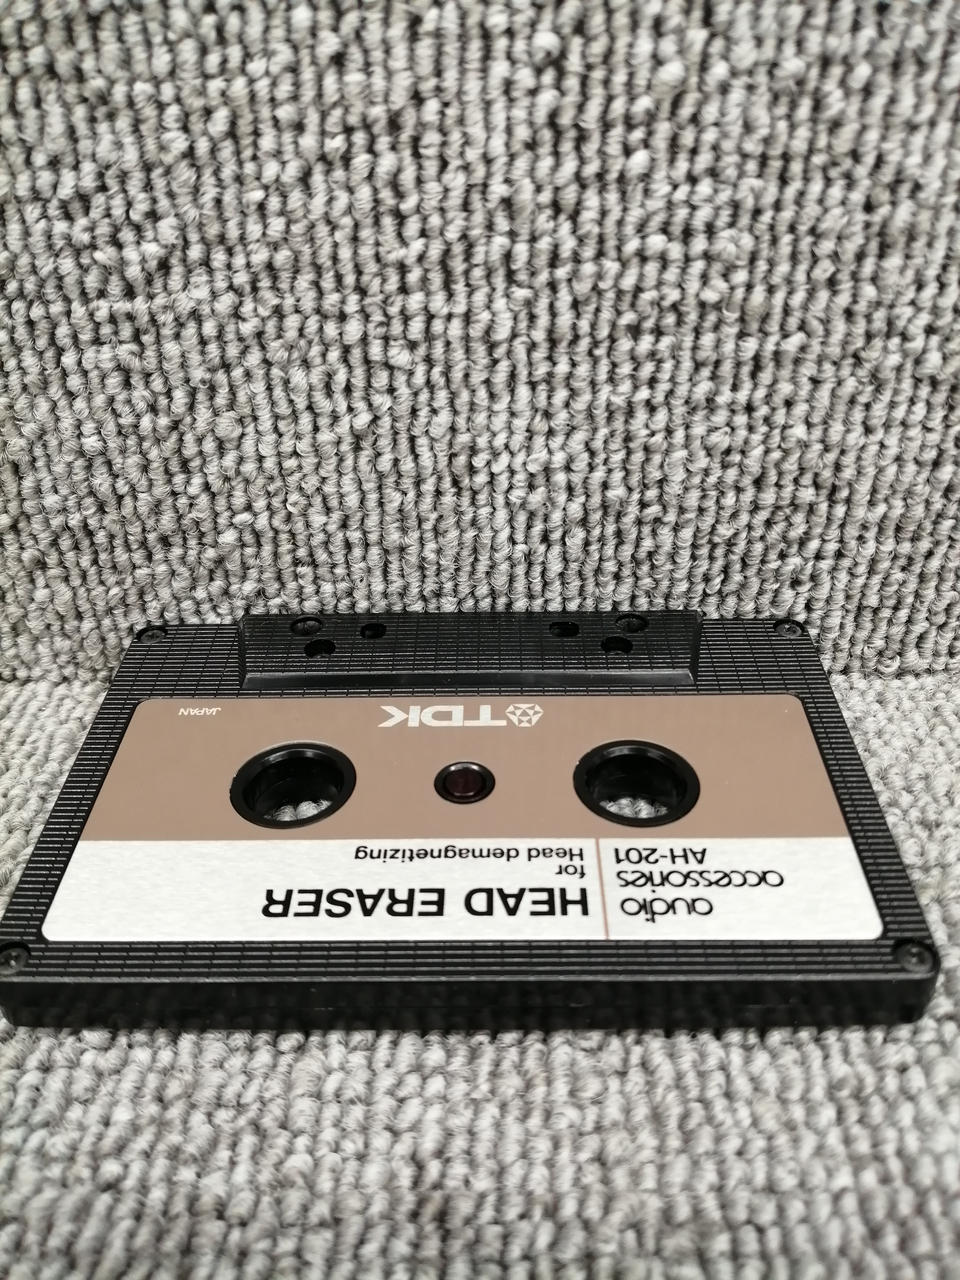 audio
accessories
AH-201
HEAD ERASER
for
Head demagnetizing
TDK
JAPAN